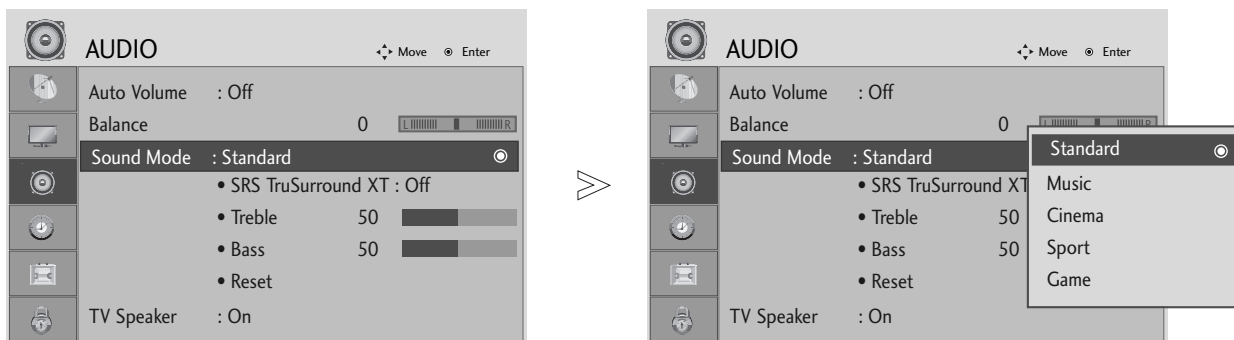 AUDIO
Move Enter
Auto Volume : Off
Balance 0 L R
Sound Mode : Standard
• SRS TruSurround XT : Off
• Treble 50
• Bass 50
• Reset
TV Speaker : On
AUDIO
Move Enter
Auto Volume : Off
Balance 0 L R
Sound Mode : Standard
• SRS TruSurround XT
• Treble 50
• Bass 50
• Reset
TV Speaker : On
Standard
Music
Cinema
Sport
Game